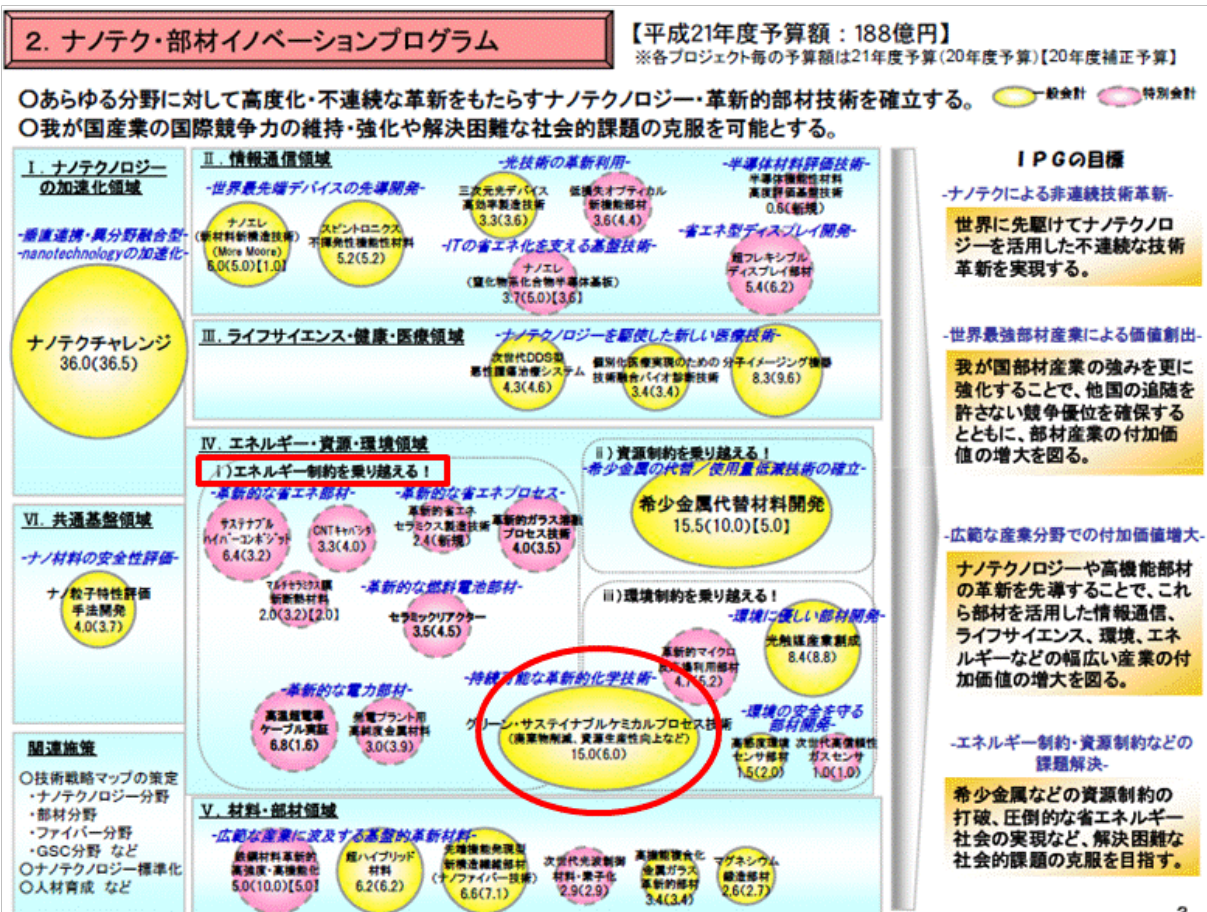 2. ナノテク・部材イノベーションプログラム
【平成21年度予算額：188億円】
※各プロジェクト毎の予算額は21年度予算(20年度予算)【20年度補正予算】
○あらゆる分野に対して高度化・不連続な革新をもたらすナノテクノロジー・革新的部材技術を確立する。
○我が国産業の国際競争力の維持・強化や解決困難な社会的課題の克服を可能とする。
一般会計
特別会計
Ⅰ. ナノテクノロジー
の加速化領域
-垂直連携・異分野融合型-
-nanotechnologyの加速化-
ナノテクチャレンジ
36.0(36.5)
Ⅱ. 情報通信領域
-世界最先端デバイスの先導開発-
ナノエレ
(新材料新構造技術)
(More Moore)
6.0(5.0)【1.0】
スピントロニクス
不揮発性機能性材料
5.2(5.2)
-光技術の革新利用-
三次元光デバイス
高効率製造技術
3.3(3.6)
低損失オプティカル
新機能部材
3.6(4.4)
-ITの省エネ化を支える基盤技術-
ナノエレ
(窒化物系化合物半導体基板)
3.7(5.0)【3.6】
-半導体材料評価技術-
半導体機能性材料
高度評価基盤技術
0.6(新規)
-省エネ型ディスプレイ開発-
超フレキシブル
ディスプレイ部材
5.4(6.2)
Ⅲ. ライフサイエンス・健康・医療領域
-ナノテクノロジーを駆使した新しい医療技術-
次世代DDS型
悪性腫瘍治療システム
4.3(4.6)
個別化医療実現のための
技術融合バイオ診断技術
3.4(3.4)
分子イメージング機器
8.3(9.6)
Ⅳ. エネルギー・資源・環境領域
ⅰ)エネルギー制約を乗り越える！
-革新的な省エネ部材-
サステナブル
ハイパーコンポジット
6.4(3.2)
CNTキャパシタ
3.3(4.0)
マルチセラミクス膜
新断熱材料
2.0(3.2)【2.0】
-革新的な省エネプロセス-
革新的省エネ
セラミクス製造技術
2.4(新規)
革新的ガラス溶融
プロセス技術
4.0(3.5)
-革新的な燃料電池部材-
セラミックリアクター
3.5(4.5)
-革新的な電力部材-
高温超電導
ケーブル実証
6.8(1.6)
発電プラント用
高純度金属材料
3.0(3.9)
ⅱ)資源制約を乗り越える！
-希少金属の代替/使用量低減技術の確立-
希少金属代替材料開発
15.5(10.0)【5.0】
ⅲ)環境制約を乗り越える！
-環境に優しい部材開発-
光触媒産業創成
8.4(8.8)
革新的マイクロ
反応場利用部材
4.7(5.2)
-持続可能な革新的化学技術-
グリーン・サステイナブルケミカルプロセス技術
(廃棄物削減、資源生産性向上など)
15.0(6.0)
-環境の安全を守る
部材開発-
高感度環境
センサ部材
1.5(2.0)
次世代高信頼性
ガスセンサ
1.0(1.0)
Ⅴ. 材料・部材領域
-広範な産業に波及する基盤的革新材料-
鉄鋼材料革新的
高強度・高機能化
5.0(10.0)【5.0】
超ハイブリッド
材料
6.2(6.2)
先端機能発現型
新構造繊維部材
(ナノファイバー技術)
6.6(7.1)
次世代光波制御
材料・素子化
2.9(2.9)
高機能複合化
金属ガラス
革新的部材
3.4(3.4)
マグネシウム
鍛造部材
2.6(2.7)
Ⅵ. 共通基盤領域
-ナノ材料の安全性評価-
ナノ粒子特性評価
手法開発
4.0(3.7)
関連施策
○技術戦略マップの策定
・ナノテクノロジー分野
・部材分野
・ファイバー分野
・GSC分野 など
○ナノテクノロジー標準化
○人材育成 など
ＩＰＧの目標
-ナノテクによる非連続技術革新-
世界に先駆けてナノテクノロ
ジーを活用した不連続な技術
革新を実現する。
-世界最強部材産業による価値創出-
我が国部材産業の強みを更に
強化することで、他国の追随を
許さない競争優位を確保する
とともに、部材産業の付加価
値の増大を図る。
-広範な産業分野での付加価値増大-
ナノテクノロジーや高機能部材
の革新を先導することで、これ
ら部材を活用した情報通信、
ライフサイエンス、環境、エネ
ルギーなどの幅広い産業の付
加価値の増大を図る。
-エネルギー制約・資源制約などの
課題解決-
希少金属などの資源制約の
打破、圧倒的な省エネルギー
社会の実現など、解決困難な
社会的課題の克服を目指す。